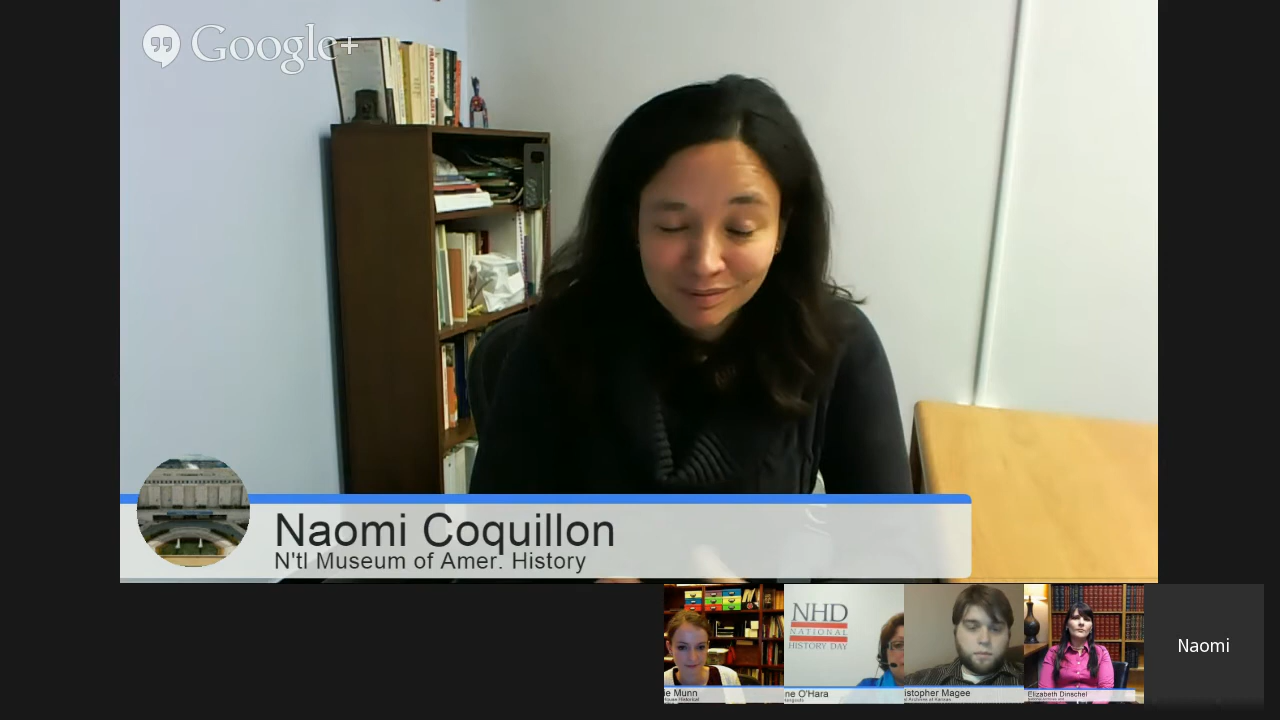 Google+
Naomi Coquillon
N'tl Museum of Amer. History
NHD
NATIONAL
HISTORY DAY
ie Munn
ne O'Hara
istopher Magee
Elizabeth Dinschel
Naomi